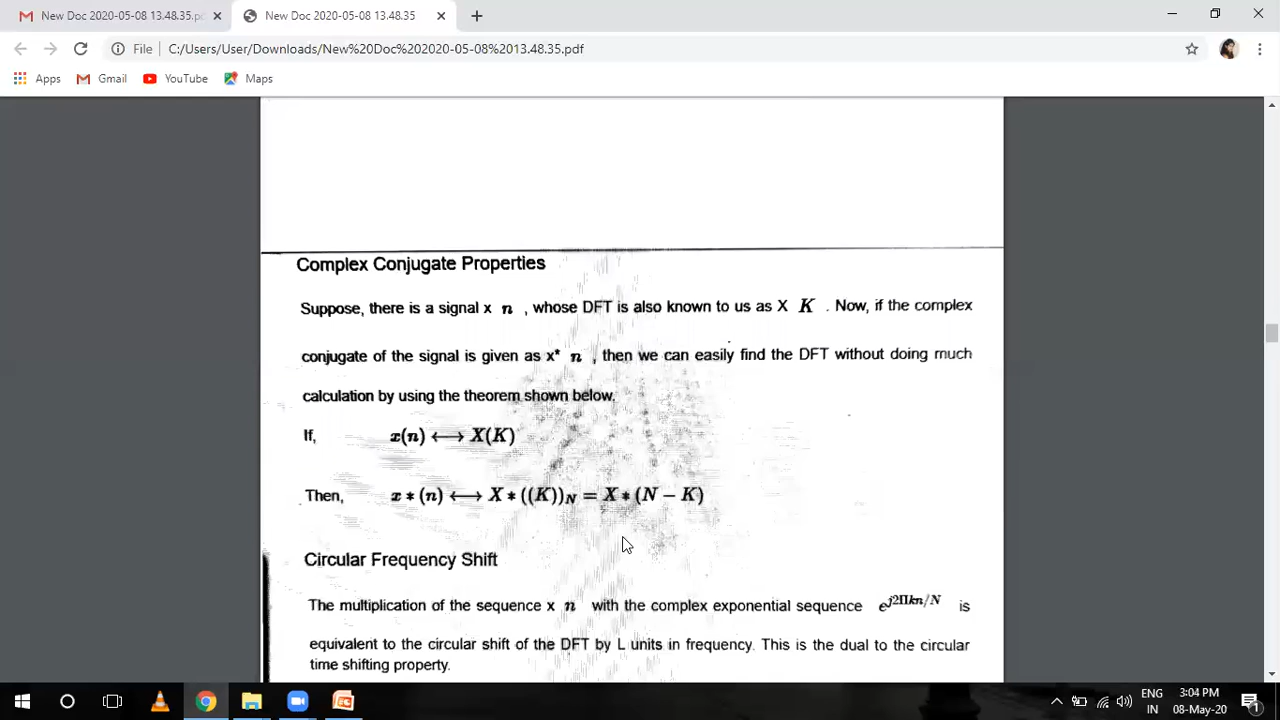 New Doc 2020-05-08 13.48.35.pd
New Doc 2020-05-08 13.48.35
File
C:/Users/User/Downloads/New%20Doc%202020-05-08%2013.48.35.pdf
Apps
Gmail
YouTube
Maps
Complex Conjugate Properties
Suppose, there is a signal x n , whose DFT is also known to us as X K . Now, if the complex
conjugate of the signal is given as x* n , then we can easily find the DFT without doing much
calculation by using the theorem shown below.
If, x(n) ⟷ X(K)
Then, x ∗ (n) ⟷ X ∗ ((K))N = X ∗ (N − K)
Circular Frequency Shift
The multiplication of the sequence x n with the complex exponential sequence e^j2Πkn/N is
equivalent to the circular shift of the DFT by L units in frequency. This is the dual to the circular
time shifting property.
ENG
IN
3:04 PM
08-May-20
1